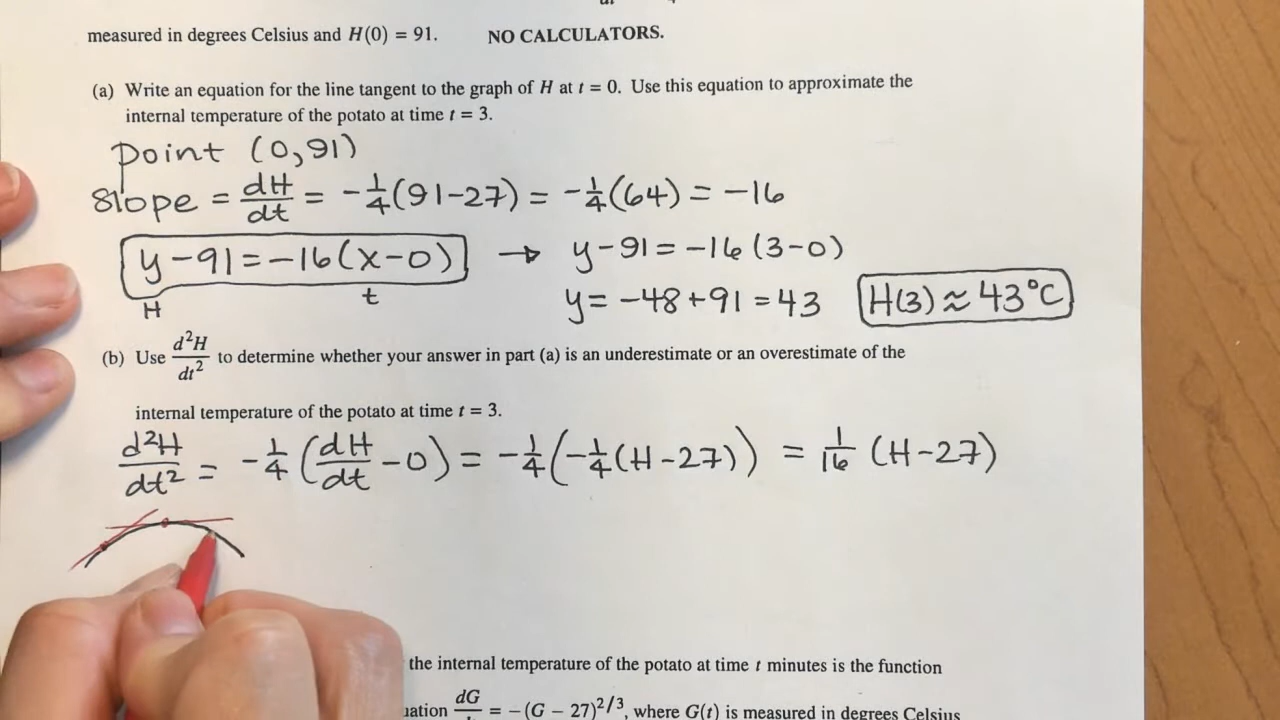 measured in degrees Celsius and H(0) = 91. NO CALCULATORS.
(a) Write an equation for the line tangent to the graph of H at t = 0. Use this equation to approximate the
internal temperature of the potato at time t = 3.
point (0,91)
slope = dH/dt = -1/4(91-27) = -1/4(64) = -16
y-91=-16(x-0) → y-91=-16(3-0)
H t
y=-48+91=43 H(3)≈43°C
(b) Use d²H/dt² to determine whether your answer in part (a) is an underestimate or an overestimate of the
internal temperature of the potato at time t = 3.
d²H/dt² = -1/4(dH/dt-0) = -1/4(-1/4(H-27)) = 1/16(H-27)
the internal temperature of the potato at time t minutes is the function
dG = -(G - 27)^2/3, where G(t) is measured in degrees Celsius